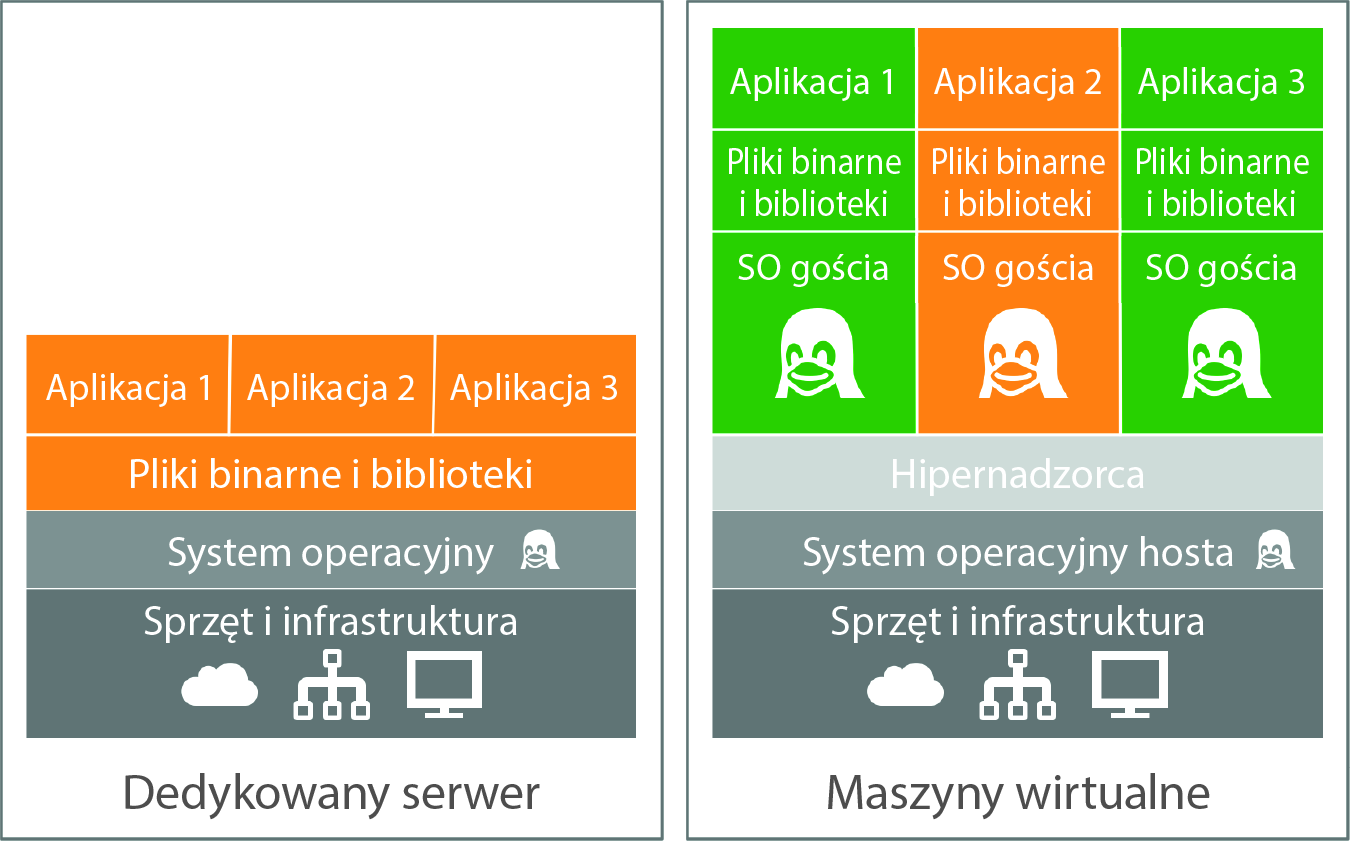 Aplikacja 1
Aplikacja 2
Aplikacja 3
Pliki binarne i biblioteki
System operacyjny
Sprzęt i infrastruktura
Dedykowany serwer
Aplikacja 1
Aplikacja 2
Aplikacja 3
Pliki binarne
i biblioteki
Pliki binarne
i biblioteki
Pliki binarne
i biblioteki
SO gościa
SO gościa
SO gościa
Hipernadzorca
System operacyjny hosta
Sprzęt i infrastruktura
Maszyny wirtualne